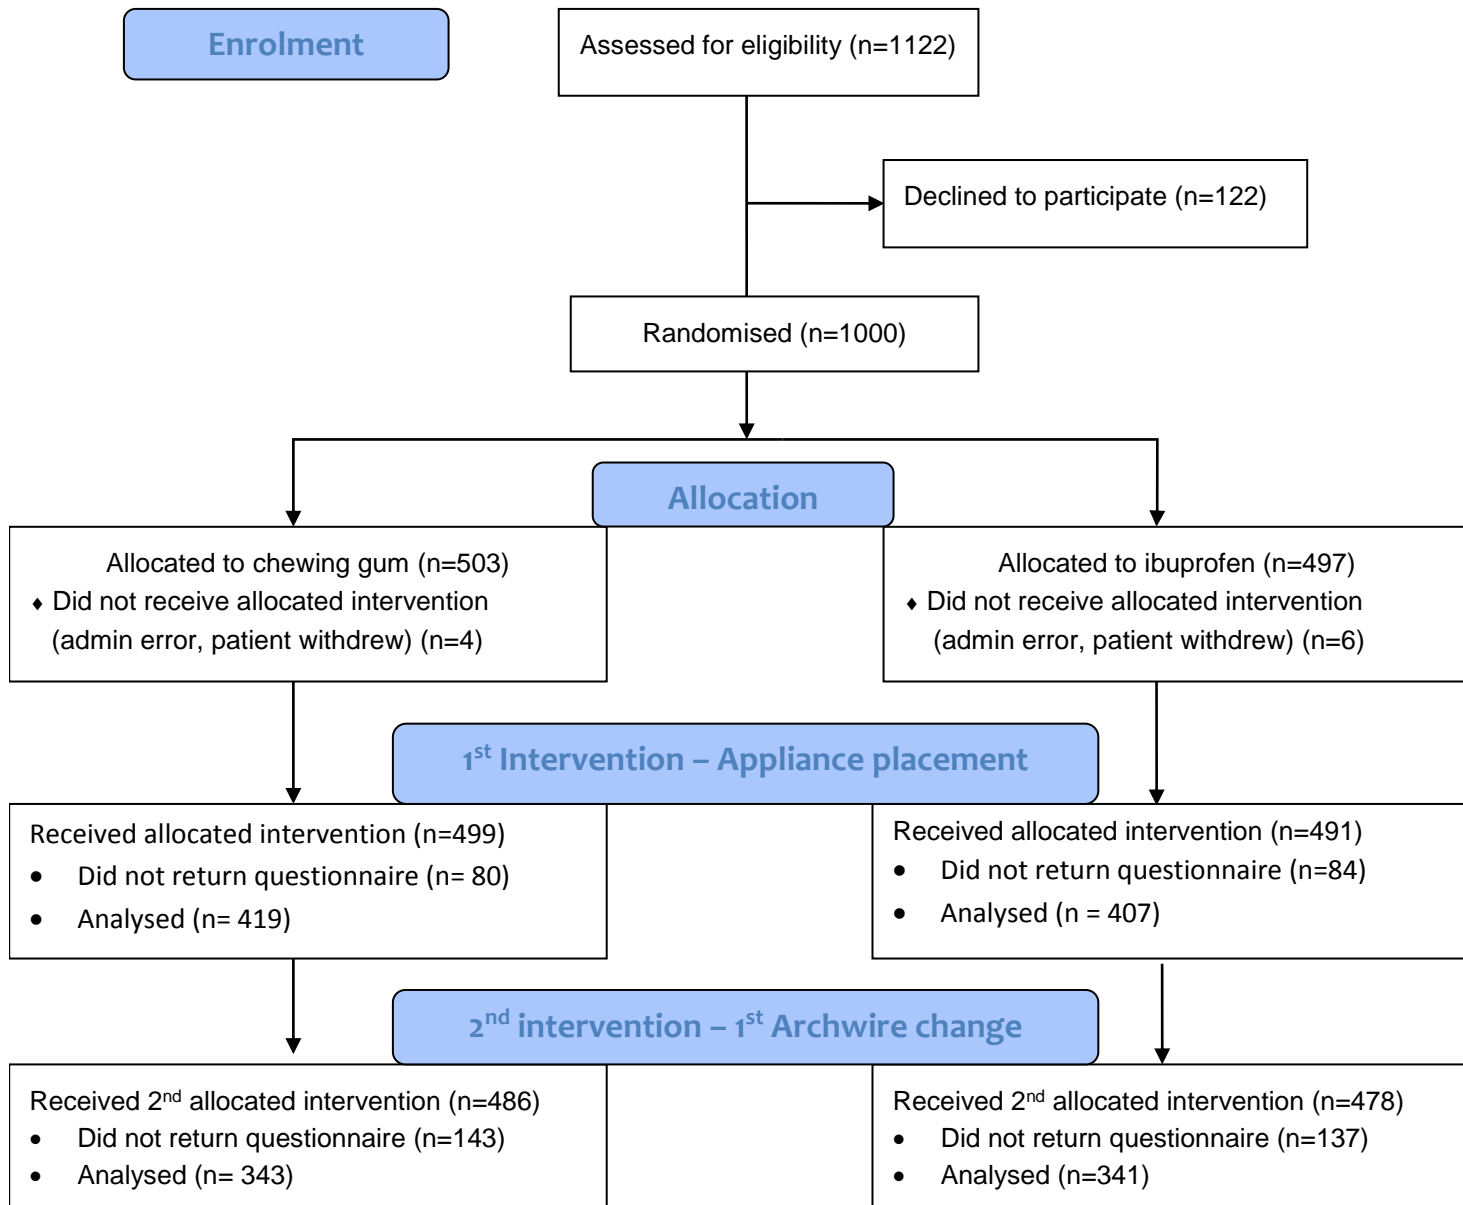 Enrolment
Assessed for eligibility (n=1122)
Declined to participate (n=122)
Randomised (n=1000)
Allocation
Allocated to chewing gum (n=503)
♦ Did not receive allocated intervention
(admin error, patient withdrew) (n=4)
Allocated to ibuprofen (n=497)
♦ Did not receive allocated intervention
(admin error, patient withdrew) (n=6)
1st Intervention – Appliance placement
Received allocated intervention (n=499)
• Did not return questionnaire (n= 80)
• Analysed (n= 419)
Received allocated intervention (n=491)
• Did not return questionnaire (n=84)
• Analysed (n = 407)
2nd intervention – 1st Archwire change
Received 2nd allocated intervention (n=486)
• Did not return questionnaire (n=143)
• Analysed (n= 343)
Received 2nd allocated intervention (n=478)
• Did not return questionnaire (n=137)
• Analysed (n=341)